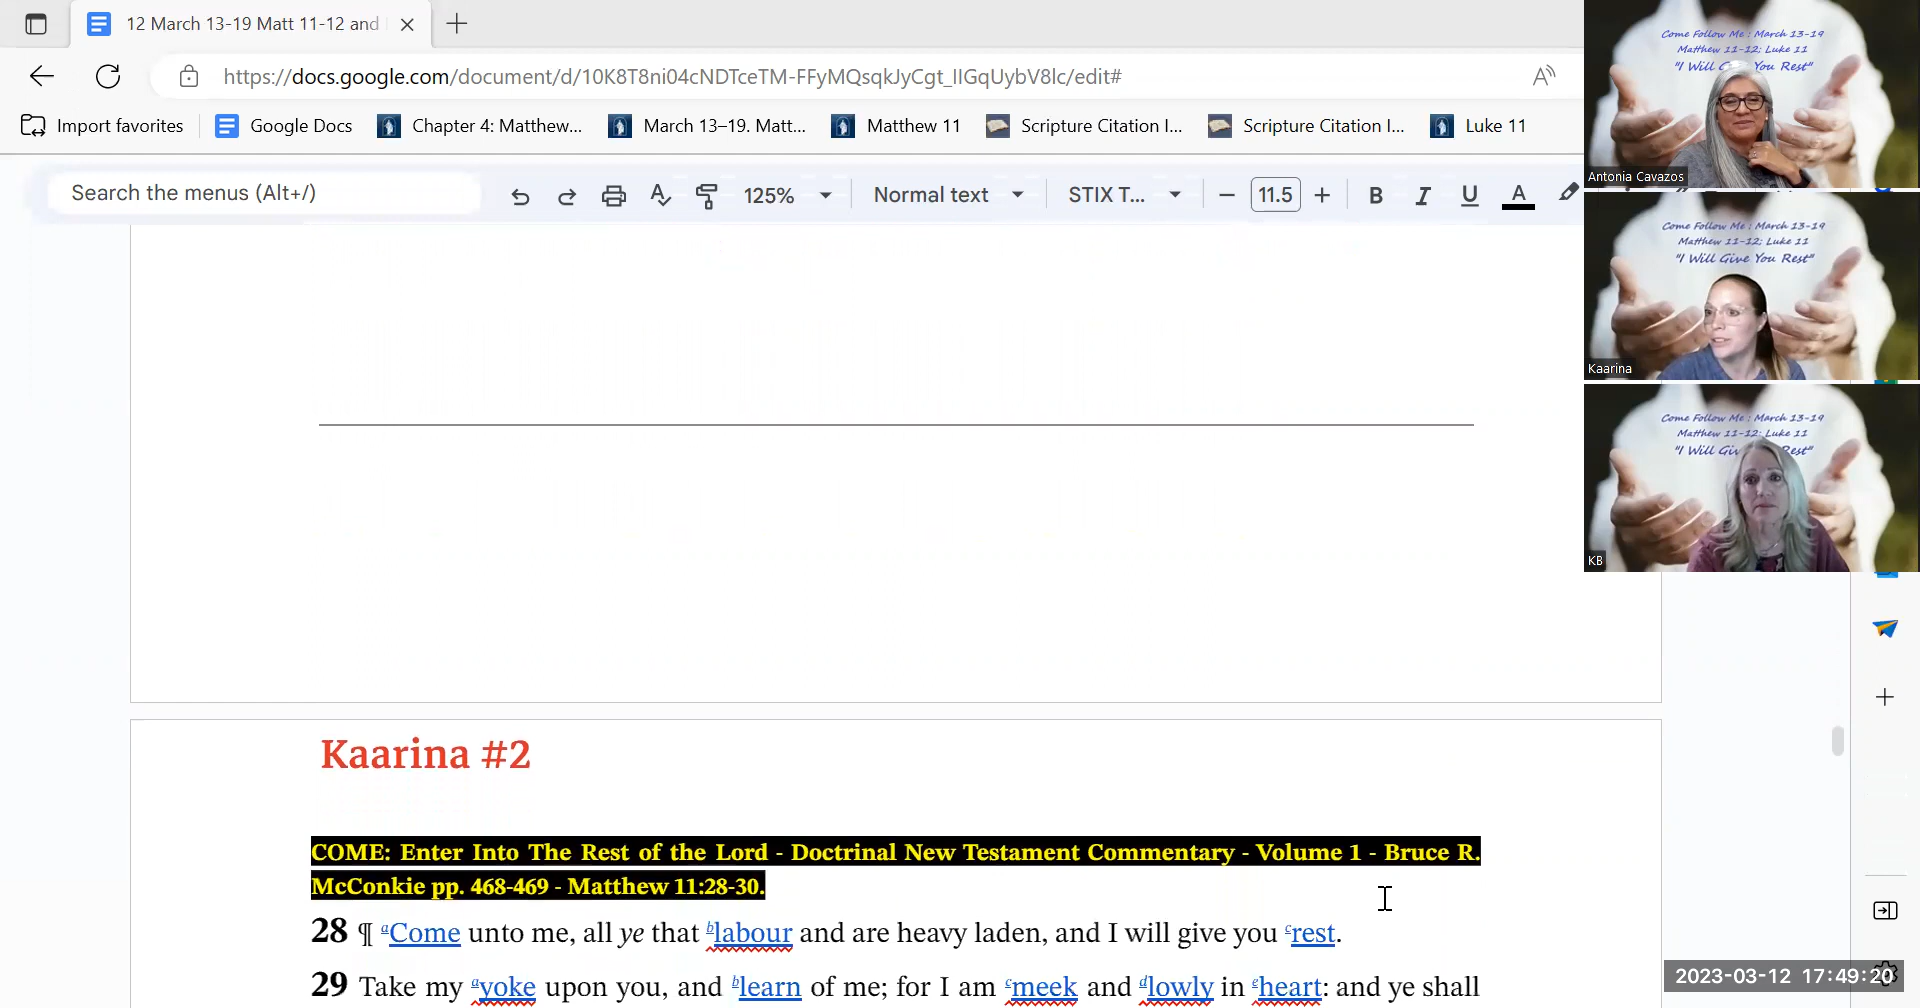 12 March 13-19 Matt 11-12 and
https://docs.google.com/document/d/10K8T8ni04cNDTceTM-FFyMQsqkJyCgt_IIGqUybV8lc/edit#
Import favorites
Google Docs
Chapter 4: Matthew...
March 13–19. Matt...
Matthew 11
Scripture Citation I...
Scripture Citation I...
Luke 11
Search the menus (Alt+/)
125%
Normal text
STIX T...
11.5
B I U A
Come Follow Me : March 13-19
Matthew 11-12; Luke 11
"I Will You Rest"
Antonia Cavazos
Come Follow Me : March 13-19
Matthew 11-12; Luke 11
"I Will Give You Rest"
Kaarina
Come Follow Me : March 13-19
Matthew 11-12; Luke 11
"I Will Rest"
KB
Kaarina #2
COME: Enter Into The Rest of the Lord - Doctrinal New Testament Commentary - Volume 1 - Bruce R.
McConkie pp. 468-469 - Matthew 11:28-30.
28 ¶ aCome unto me, all ye that blabour and are heavy laden, and I will give you crest.
29 Take my ayoke upon you, and blearn of me; for I am cmeek and dlowly in eheart: and ye shall
2023-03-12 17:49:20